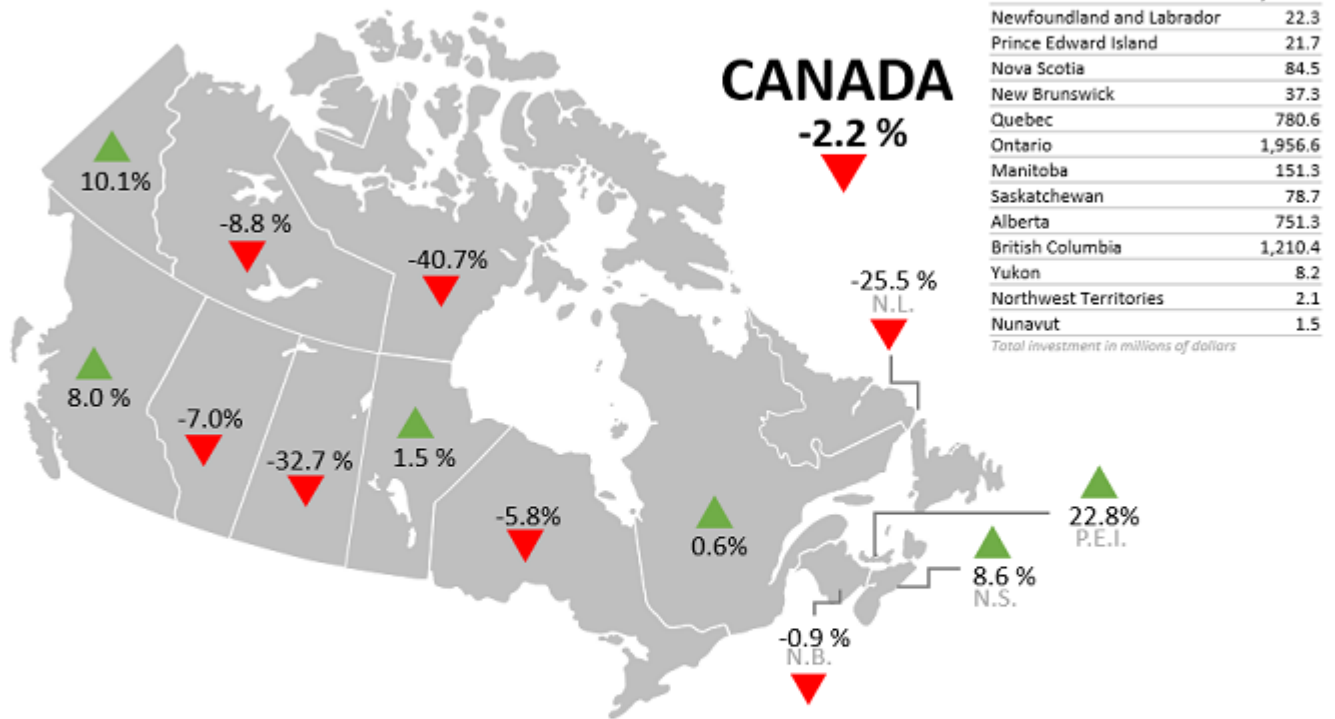 CANADA
-2.2 %
10.1%
-8.8 %
-40.7%
-25.5 %
N.L.
8.0 %
-7.0%
-32.7 %
1.5 %
-5.8%
0.6%
22.8%
P.E.I.
8.6 %
N.S.
-0.9 %
N.B.
Newfoundland and Labrador 22.3
Prince Edward Island 21.7
Nova Scotia 84.5
New Brunswick 37.3
Quebec 780.6
Ontario 1,956.6
Manitoba 151.3
Saskatchewan 78.7
Alberta 751.3
British Columbia 1,210.4
Yukon 8.2
Northwest Territories 2.1
Nunavut 1.5
Total investment in millions of dollars